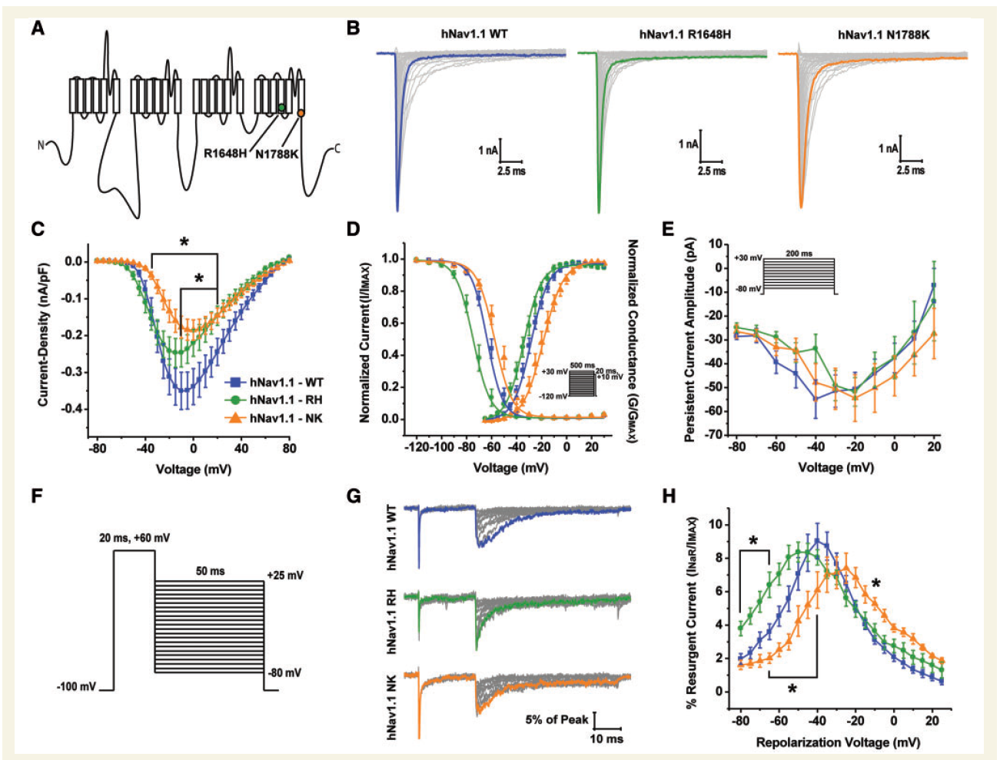 A
N
C
R1648H
N1788K
B
hNav1.1 WT
hNav1.1 R1648H
hNav1.1 N1788K
1 nA
2.5 ms
1 nA
2.5 ms
1 nA
2.5 ms
C
Current-Density (nA/pF)
0.0
-0.1
-0.2
-0.3
-0.4
*
*
hNav1.1 - WT
hNav1.1 - RH
hNav1.1 - NK
-80 -40 0 40 80
Voltage (mV)
D
Normalized Current (I/IMAX)
Normalized Conductance (G/GMAX)
1.0
0.8
0.6
0.4
0.2
0.0
500 ms
+30 mV
20 ms,
+10 mV
-120 mV
-120 -100 -80 -60 -40 -20 0 20
Voltage (mV)
E
Persistent Current Amplitude (pA)
10
0
-10
-20
-30
-40
-50
-60
-70
200 ms
+30 mV
-80 mV
-80 -60 -40 -20 0 20
Voltage (mV)
F
20 ms, +60 mV
50 ms
+25 mV
-80 mV
-100 mV
G
hNav1.1 WT
hNav1.1 RH
hNav1.1 NK
5% of Peak
10 ms
H
% Resurgent Current (INaR/IMAX)
10
8
6
4
2
0
*
*
*
-80 -60 -40 -20 0 20
Repolarization Voltage (mV)